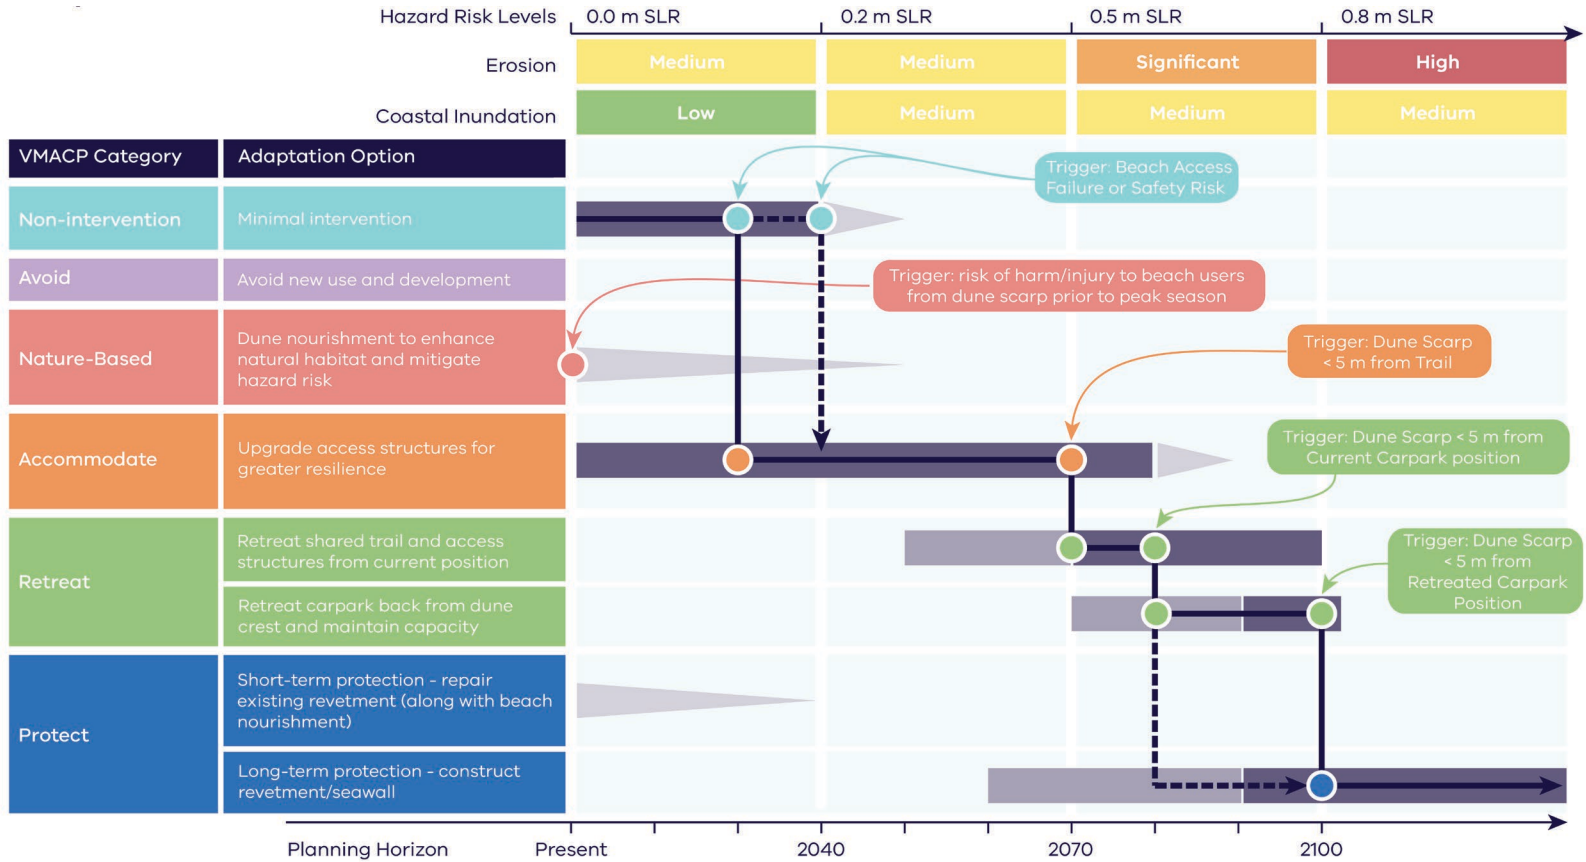 Hazard Risk Levels
0.0 m SLR
0.2 m SLR
0.5 m SLR
0.8 m SLR
Erosion
Medium
Medium
Significant
High
Coastal Inundation
Low
Medium
Medium
Medium
VMACP Category
Adaptation Option
Trigger: Beach Access
Failure or Safety Risk
Non-intervention
Minimal intervention
Avoid
Avoid new use and development
Trigger: risk of harm/injury to beach users
from dune scarp prior to peak season
Nature-Based
Dune nourishment to enhance
natural habitat and mitigate
hazard risk
Trigger: Dune Scarp
< 5 m from Trail
Accommodate
Upgrade access structures for
greater resilience
Trigger: Dune Scarp < 5 m from
Current Carpark position
Retreat
Retreat shared trail and access
structures from current position
Retreat carpark back from dune
crest and maintain capacity
Trigger: Dune Scarp
< 5 m from
Retreated Carpark
Position
Protect
Short-term protection - repair
existing revetment (along with beach
nourishment)
Long-term protection - construct
revetment/seawall
Planning Horizon
Present
2040
2070
2100